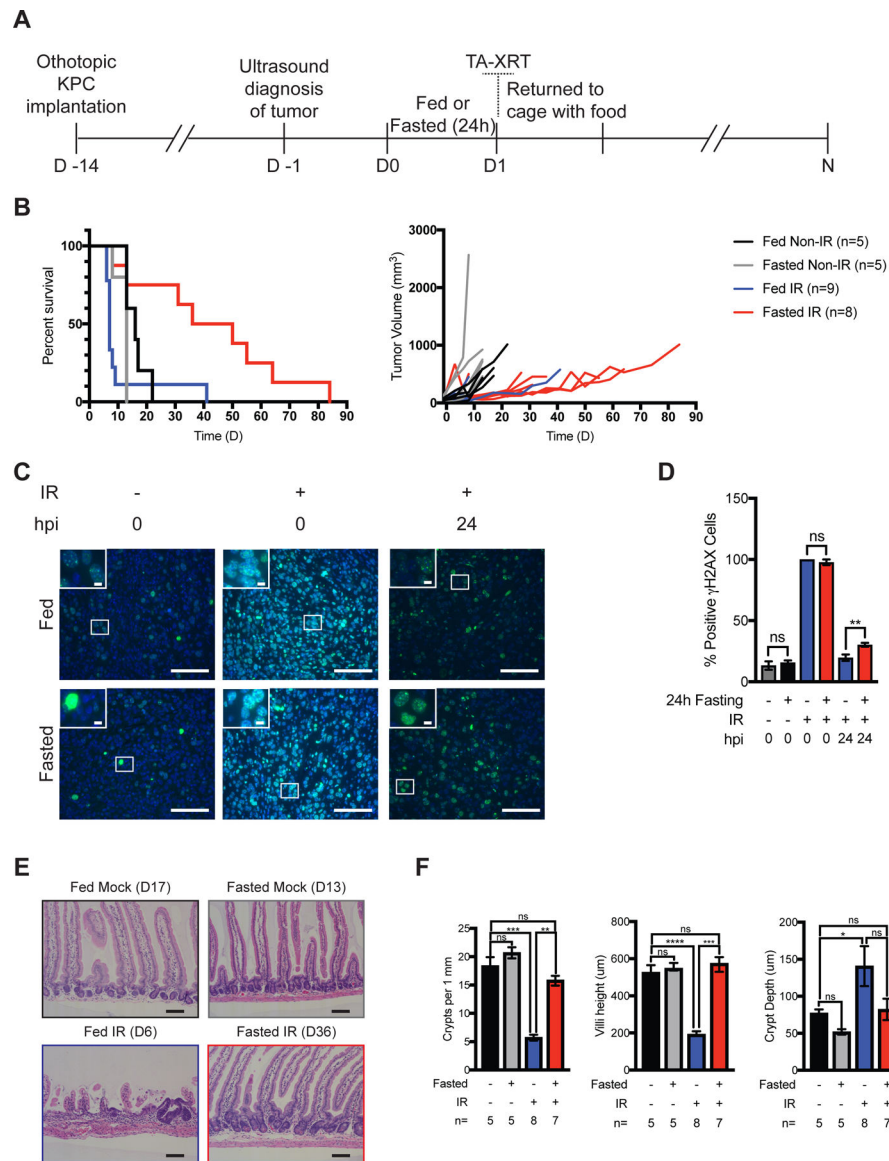 A
Othotopic
KPC
implantation
Ultrasound
diagnosis
of tumor
Fed or
Fasted (24h)
TA-XRT
Returned to
cage with food
D -14
D -1
D0
D1
N
B
Percent survival
100
50
0
0 10 20 30 40 50 60 70 80 90
Time (D)
Tumor Volume (mm³)
3000
2000
1000
0
0 10 20 30 40 50 60 70 80 90
Time (D)
Fed Non-IR (n=5)
Fasted Non-IR (n=5)
Fed IR (n=9)
Fasted IR (n=8)
C
IR - + +
hpi 0 0 24
Fed
Fasted
D
% Positive γH2AX Cells
150
100
50
0
ns
ns
**
24h Fasting - + - + - +
IR - - + + + +
hpi 0 0 0 0 24 24
E
Fed Mock (D17)
Fasted Mock (D13)
Fed IR (D6)
Fasted IR (D36)
F
Crypts per 1 mm
25
20
15
10
5
0
ns
***
**
ns
Fasted - + - +
IR - - + +
n= 5 5 8 7
Villi height (um)
800
600
400
200
0
ns
****
***
ns
Fasted - + - +
IR - - + +
n= 5 5 8 7
Crypt Depth (um)
200
150
100
50
0
ns
*
ns
ns
Fasted - + - +
IR - - + +
n= 5 5 8 7